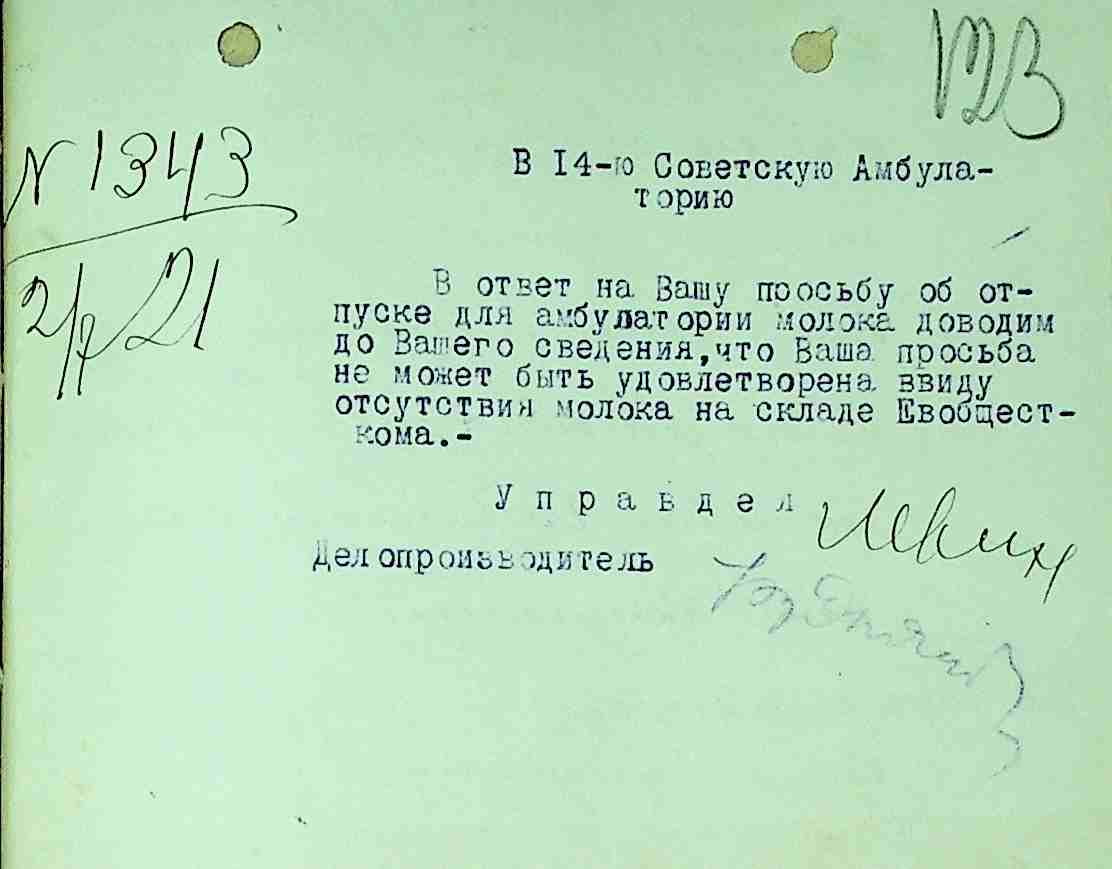 123
N 1343
2/V 21
В 14-ю Советскую Амбула-
торию
В ответ на Вашу просьбу об от-
пуске для амбулатории молока доводим
до Вашего сведения,что Ваша просьба
не может быть удовлетворена ввиду
отсутствия молока на складе Евобщест-
кома.-
Управдел Левин
Делопроизводитель